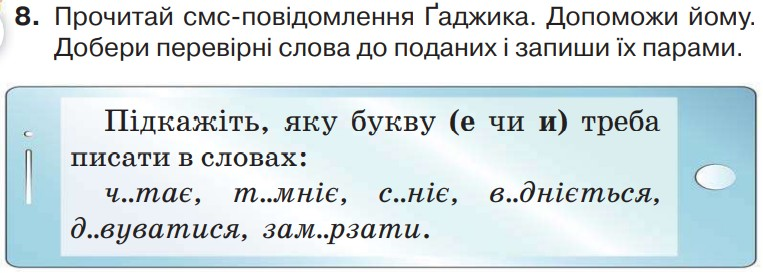 8. Прочитай смс-повідомлення Ґаджика. Допоможи йому.
Добери перевірні слова до поданих і запиши їх парами.
Підкажіть, яку букву (е чи и) треба
писати в словах:
ч..тає, т..мніє, с..ніє, в..дніється,
д..вуватися, зам..рзати.